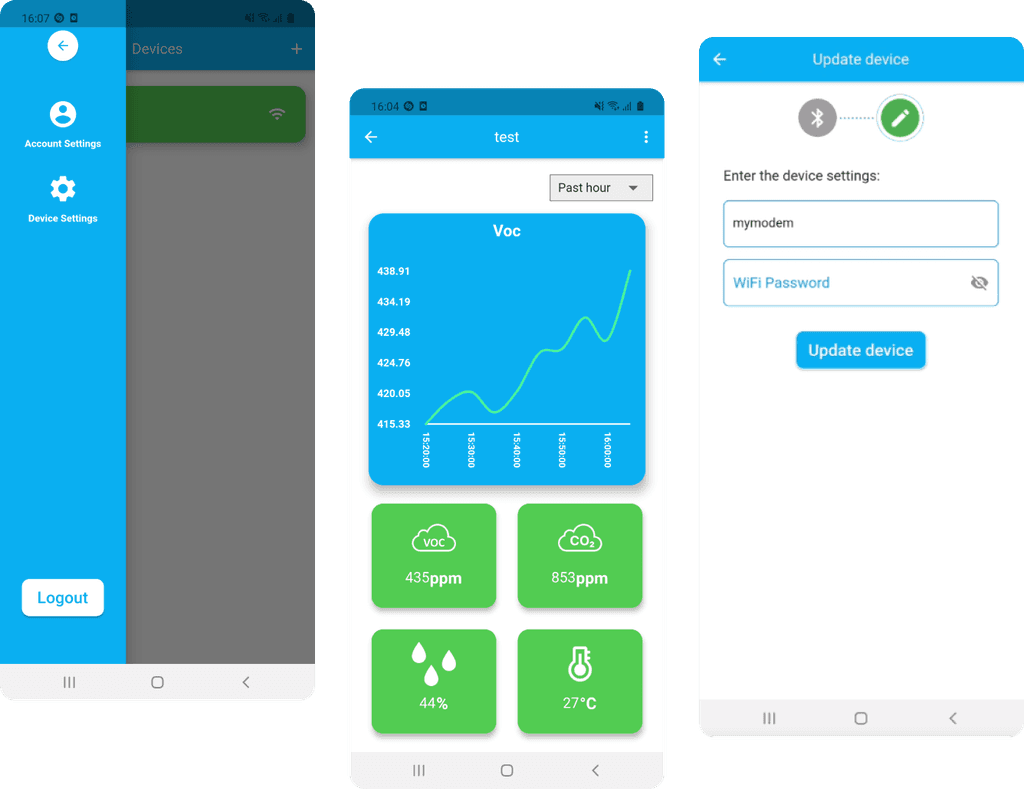 16:07
Devices
+
Account Settings
Device Settings
Logout
16:04
test
Past hour
Voc
438.91
434.19
429.48
424.76
420.05
415.33
15:20:00
15:30:00
15:40:00
15:50:00
16:00:00
VOC
435ppm
CO₂
853ppm
44%
27°C
Update device
Enter the device settings:
mymodem
WiFi Password
Update device